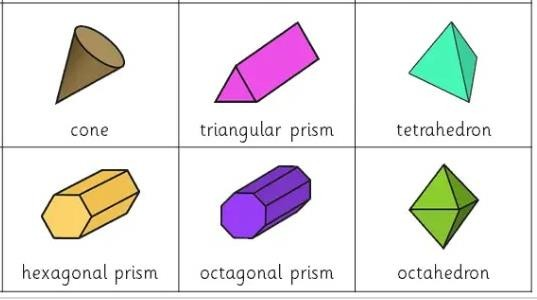 cone
triangular prism
tetrahedron
hexagonal prism
octagonal prism
octahedron